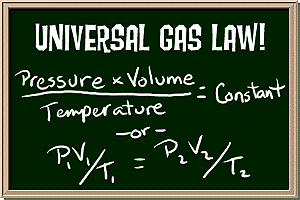 UNIVERSAL GAS LAW!
Pressure x Volume
Temperature
= Constant
-or-
P₁V₁/T₁ = P₂V₂/T₂